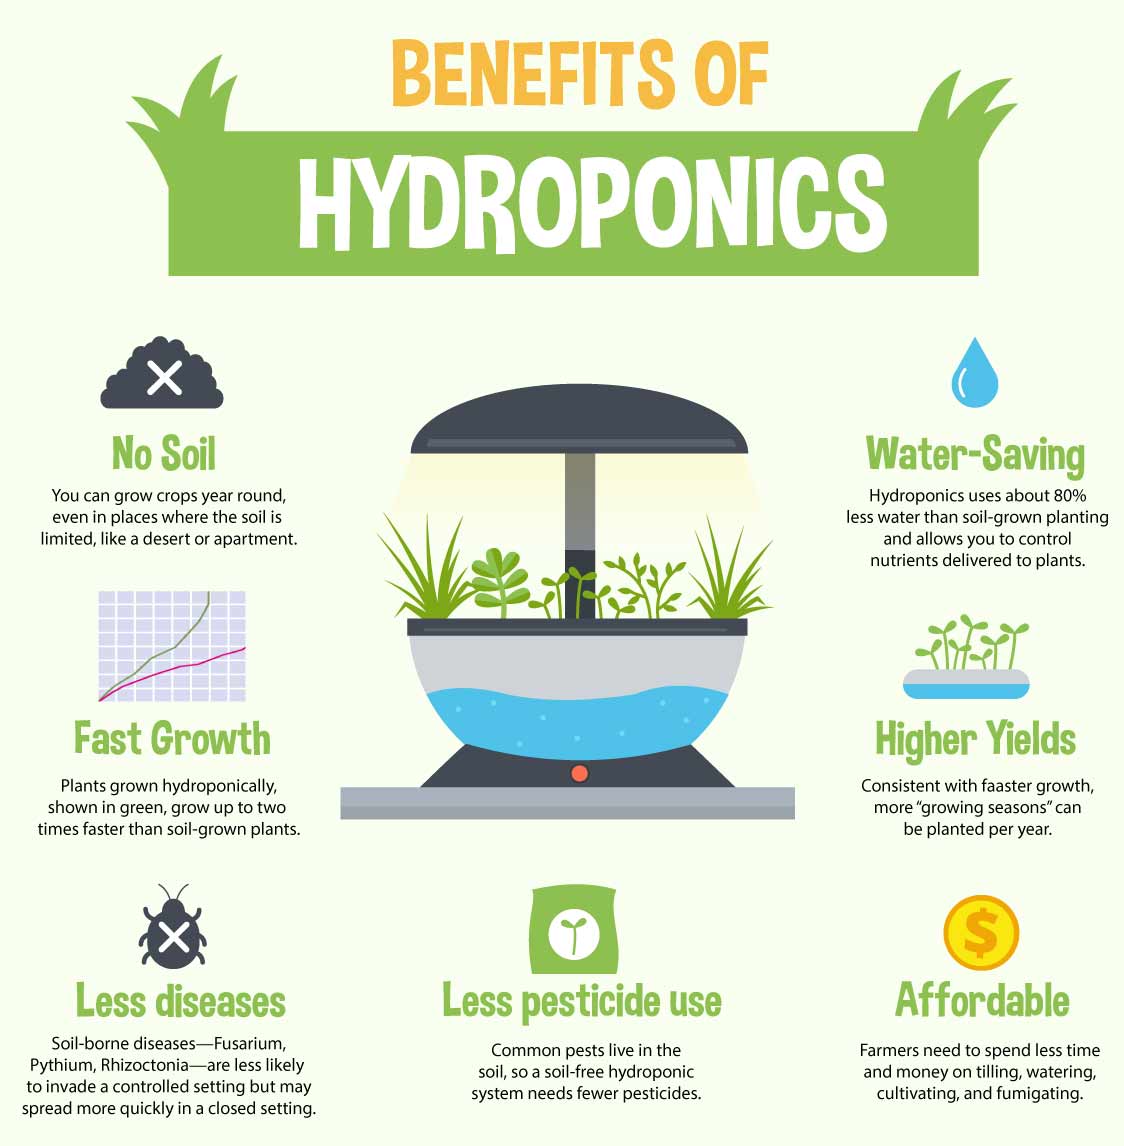 BENEFITS OF
HYDROPONICS
No Soil
You can grow crops year round,
even in places where the soil is
limited, like a desert or apartment.
Water-Saving
Hydroponics uses about 80%
less water than soil-grown planting
and allows you to control
nutrients delivered to plants.
Fast Growth
Plants grown hydroponically,
shown in green, grow up to two
times faster than soil-grown plants.
Higher Yields
Consistent with faaster growth,
more “growing seasons” can
be planted per year.
Less diseases
Soil-borne diseases—Fusarium,
Pythium, Rhizoctonia—are less likely
to invade a controlled setting but may
spread more quickly in a closed setting.
Less pesticide use
Common pests live in the
soil, so a soil-free hydroponic
system needs fewer pesticides.
$
Affordable
Farmers need to spend less time
and money on tilling, watering,
cultivating, and fumigating.